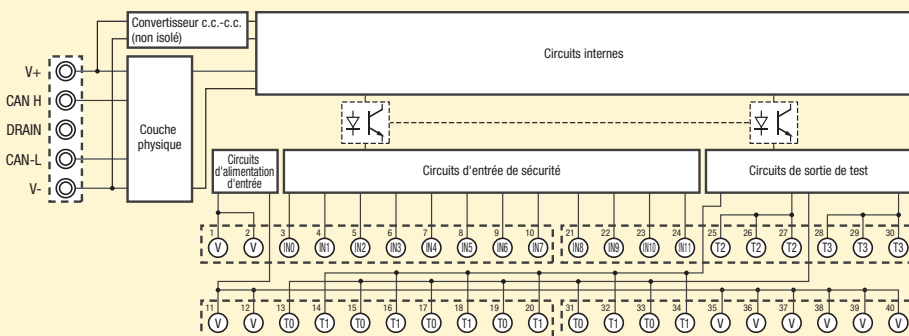 Convertisseur c.c.-c.c.
(non isolé)
Circuits internes
V+
CAN H
DRAIN
CAN-L
V-
Couche
physique
Circuits
d'alimentation
d'entrée
Circuits d'entrée de sécurité
Circuits de sortie de test
1 2 3 4 5 6 7 8 9 10 21 22 23 24 25 26 27 28 29 30
V V IN0 IN1 IN2 IN3 IN4 IN5 IN6 IN7 IN8 IN9 IN10 IN11 T2 T2 T2 T3 T3 T3
11 12 13 14 15 16 17 18 19 20 31 32 33 34 35 36 37 38 39 40
V V T0 T1 T0 T1 T0 T1 T0 T1 T0 T1 T0 T1 V V V V V V